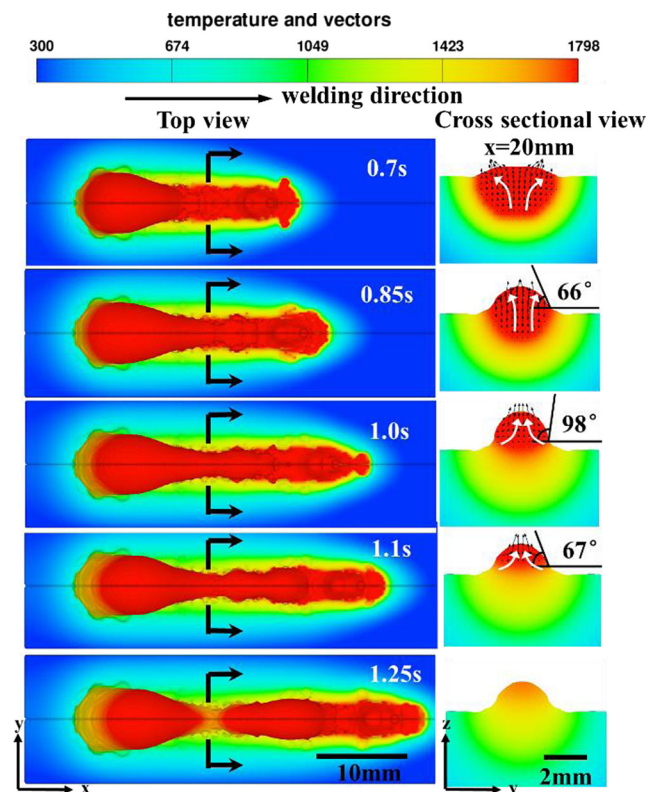 temperature and vectors
300 674 1049 1423 1798
welding direction
Top view Cross sectional view
x=20mm
0.7s
0.85s 66°
1.0s 98°
1.1s 67°
1.25s
y z
10mm 2mm
x y